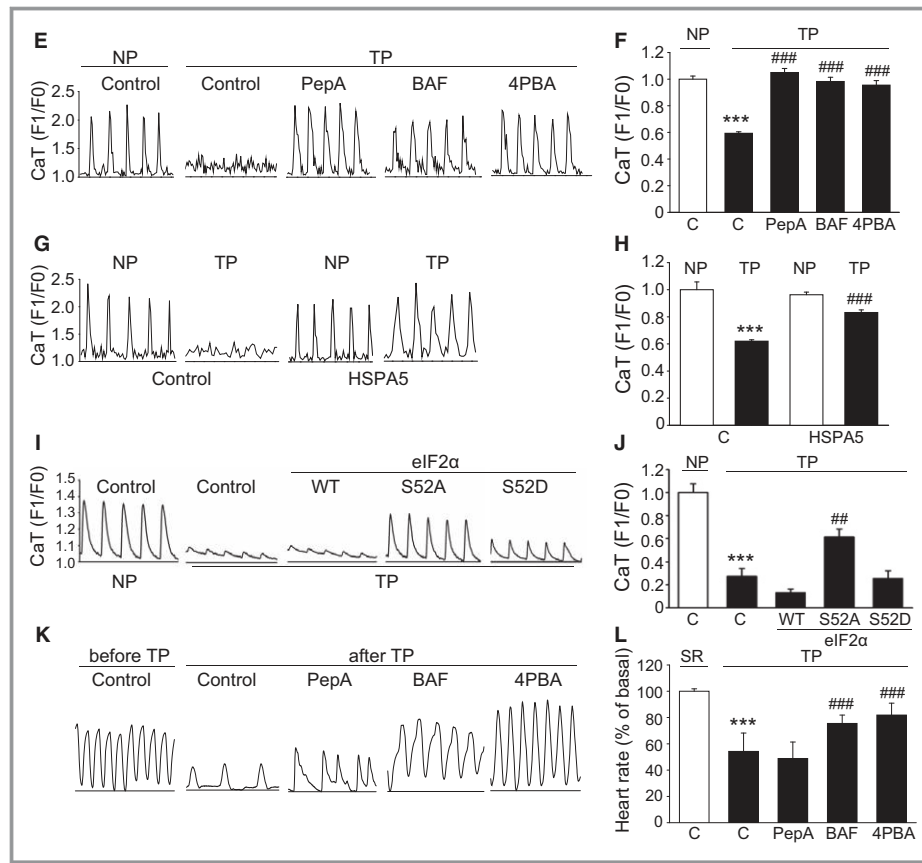 E
NP TP
Control Control PepA BAF 4PBA
CaT (F1/F0)
2.5
2.0
1.5
1.0
F
NP TP
CaT (F1/F0)
1.2
1.0
0.8
0.6
0.4
0.2
0
*** ### ### ###
C C PepA BAF 4PBA
G
NP TP NP TP
CaT (F1/F0)
2.5
2.0
1.5
1.0
Control HSPA5
H
NP TP NP TP
CaT (F1/F0)
1.2
1.0
0.8
0.6
0.4
0.2
0
*** ###
C HSPA5
I
eIF2α
Control Control WT S52A S52D
CaT (F1/F0)
1.5
1.4
1.3
1.2
1.1
1.0
NP TP
J
NP TP
CaT (F1/F0)
1.2
1.0
0.8
0.6
0.4
0.2
0
*** ##
C C WT S52A S52D
eIF2α
K
before TP after TP
Control Control PepA BAF 4PBA
L
SR TP
Heart rate (% of basal)
120
100
80
60
40
20
0
*** ### ###
C C PepA BAF 4PBA